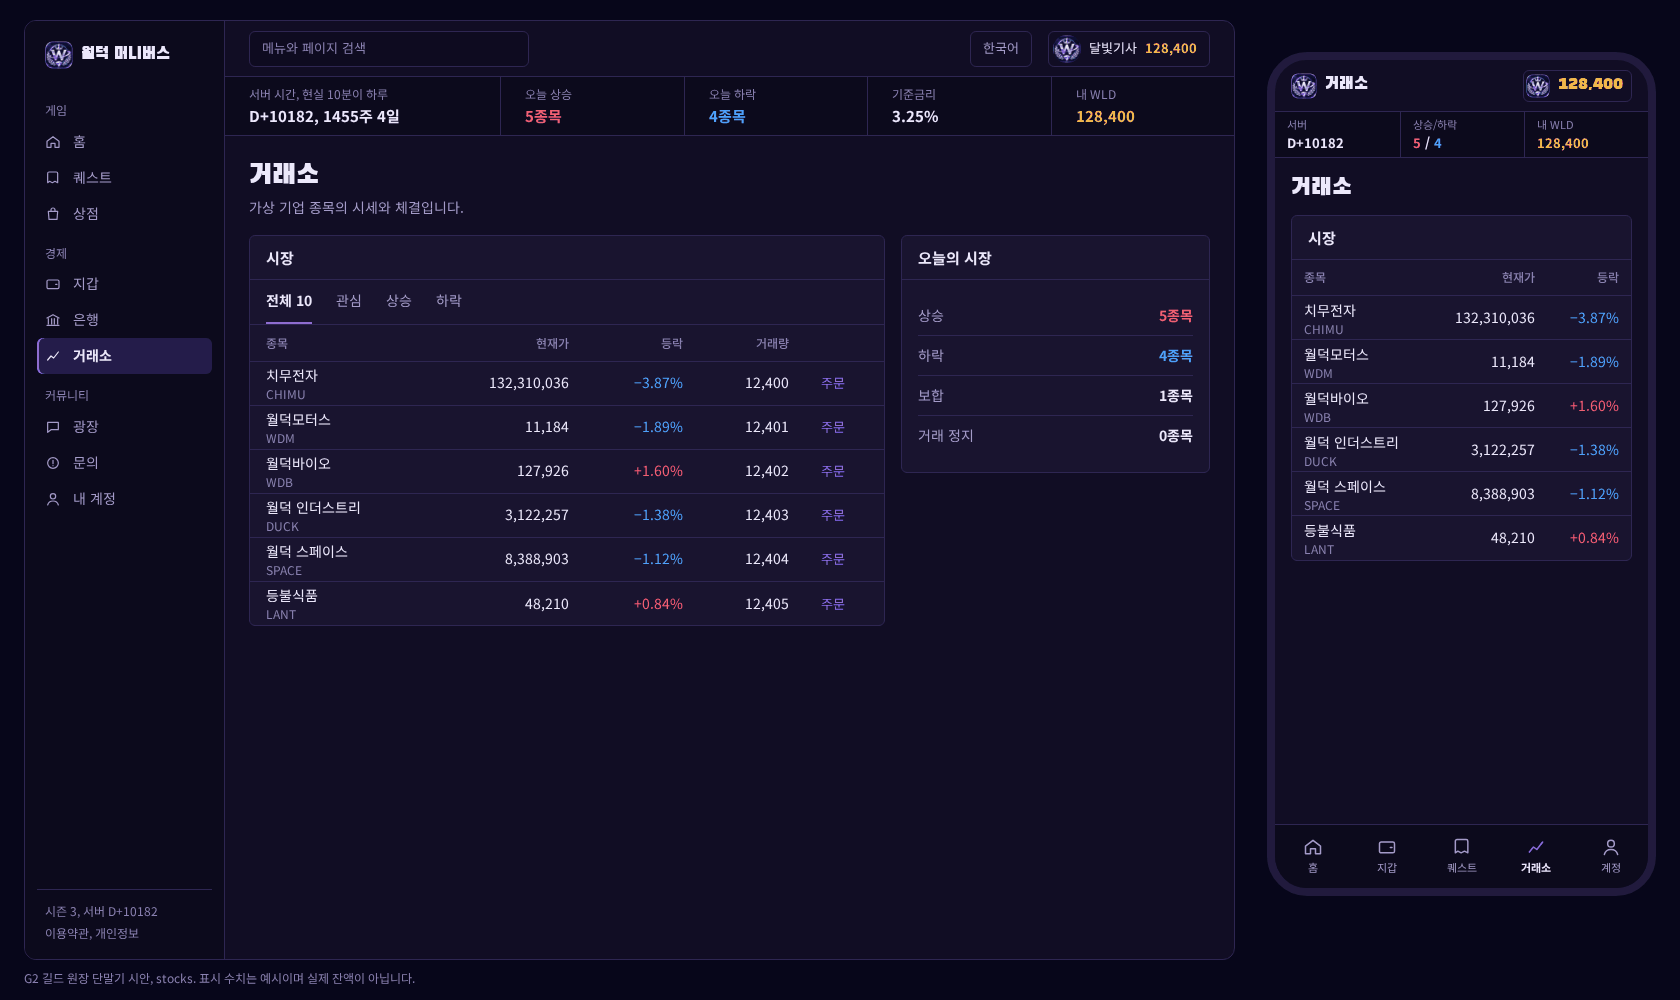 월덕 머니버스
게임
홈
퀘스트
상점
경제
지갑
은행
거래소
커뮤니티
광장
문의
내 계정
시즌 3, 서버 D+10182
이용약관, 개인정보
메뉴와 페이지 검색
한국어
달빛기사 128,400
서버 시간, 현실 10분이 하루
D+10182, 1455주 4일
오늘 상승
5종목
오늘 하락
4종목
기준금리
3.25%
내 WLD
128,400
거래소
가상 기업 종목의 시세와 체결입니다.
시장
전체 10 관심 상승 하락
종목 현재가 등락 거래량
치무전자 132,310,036 −3.87% 12,400 주문
CHIMU
월덕모터스 11,184 −1.89% 12,401 주문
WDM
월덕바이오 127,926 +1.60% 12,402 주문
WDB
월덕 인더스트리 3,122,257 −1.38% 12,403 주문
DUCK
월덕 스페이스 8,388,903 −1.12% 12,404 주문
SPACE
등불식품 48,210 +0.84% 12,405 주문
LANT
오늘의 시장
상승 5종목
하락 4종목
보합 1종목
거래 정지 0종목
거래소 128,400
서버
D+10182
상승/하락
5 / 4
내 WLD
128,400
거래소
시장
종목 현재가 등락
치무전자 132,310,036 −3.87%
CHIMU
월덕모터스 11,184 −1.89%
WDM
월덕바이오 127,926 +1.60%
WDB
월덕 인더스트리 3,122,257 −1.38%
DUCK
월덕 스페이스 8,388,903 −1.12%
SPACE
등불식품 48,210 +0.84%
LANT
홈 지갑 퀘스트 거래소 계정
G2 길드 원장 단말기 시안, stocks. 표시 수치는 예시이며 실제 잔액이 아닙니다.